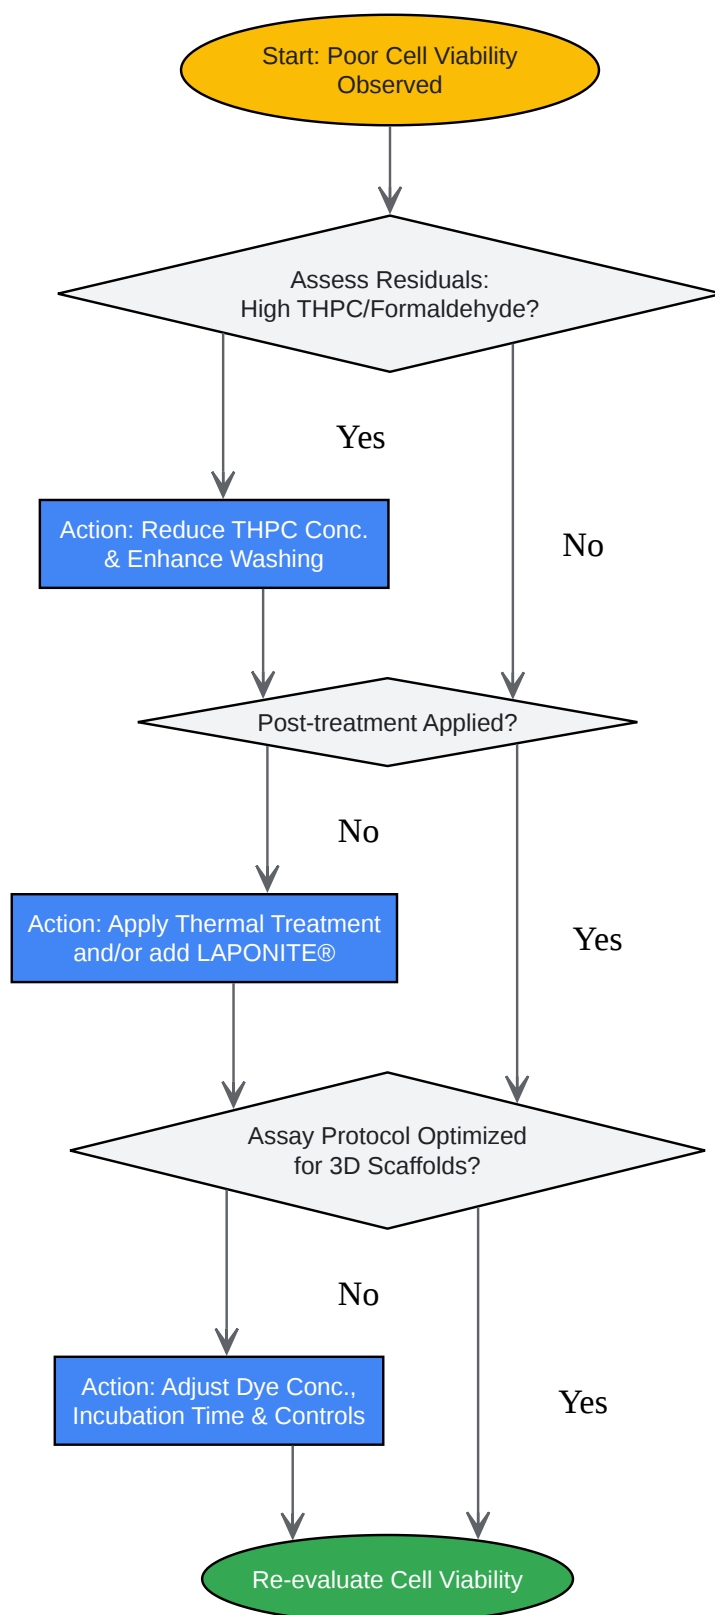 Start: Poor Cell Viability
Observed
Assess Residuals:
High THPC/Formaldehyde?
Yes
Action: Reduce THPC Conc.
& Enhance Washing
No
Post-treatment Applied?
No
Action: Apply Thermal Treatment
and/or add LAPONITE®
Yes
Assay Protocol Optimized
for 3D Scaffolds?
No
Action: Adjust Dye Conc.,
Incubation Time & Controls
Yes
Re-evaluate Cell Viability